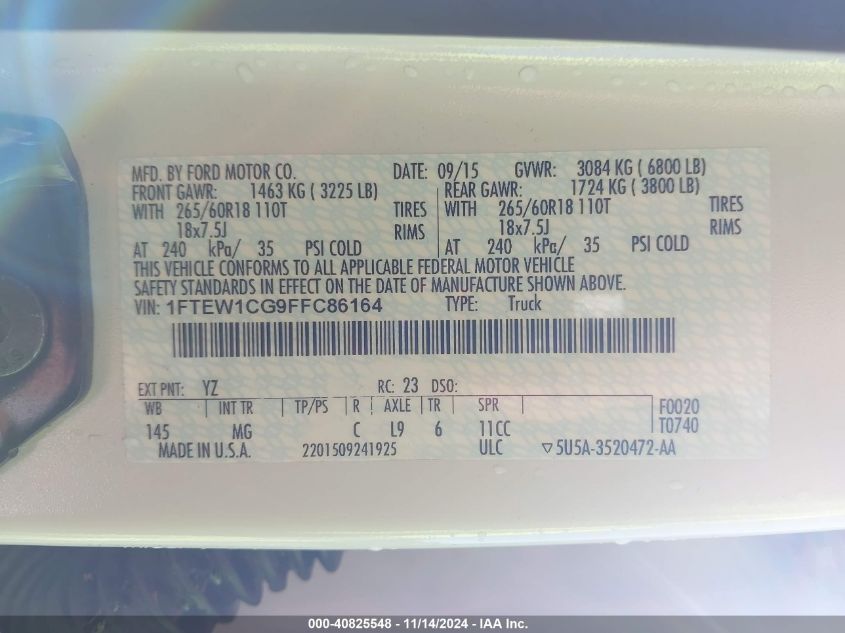 MFD. BY FORD MOTOR CO. DATE: 09/15 GVWR: 3084 KG ( 6800 LB)
FRONT GAWR: 1463 KG ( 3225 LB) REAR GAWR: 1724 KG ( 3800 LB)
WITH 265/60R18 110T TIRES WITH 265/60R18 110T TIRES
18x7.5J RIMS 18x7.5J RIMS
AT 240 kPa/ 35 PSI COLD AT 240 kPa/ 35 PSI COLD
THIS VEHICLE CONFORMS TO ALL APPLICABLE FEDERAL MOTOR VEHICLE
SAFETY STANDARDS IN EFFECT ON THE DATE OF MANUFACTURE SHOWN ABOVE.
VIN: 1FTEW1CG9FFC86164 TYPE: Truck
EXT PNT: YZ RC: 23 DSO:
WB INT TR TP/PS R AXLE TR SPR F0020
145 MG C L9 6 11CC T0740
MADE IN U.S.A. 2201509241925 ULC ▽5U5A-3520472-AA
000-40825548 - 11/14/2024 - IAA Inc.